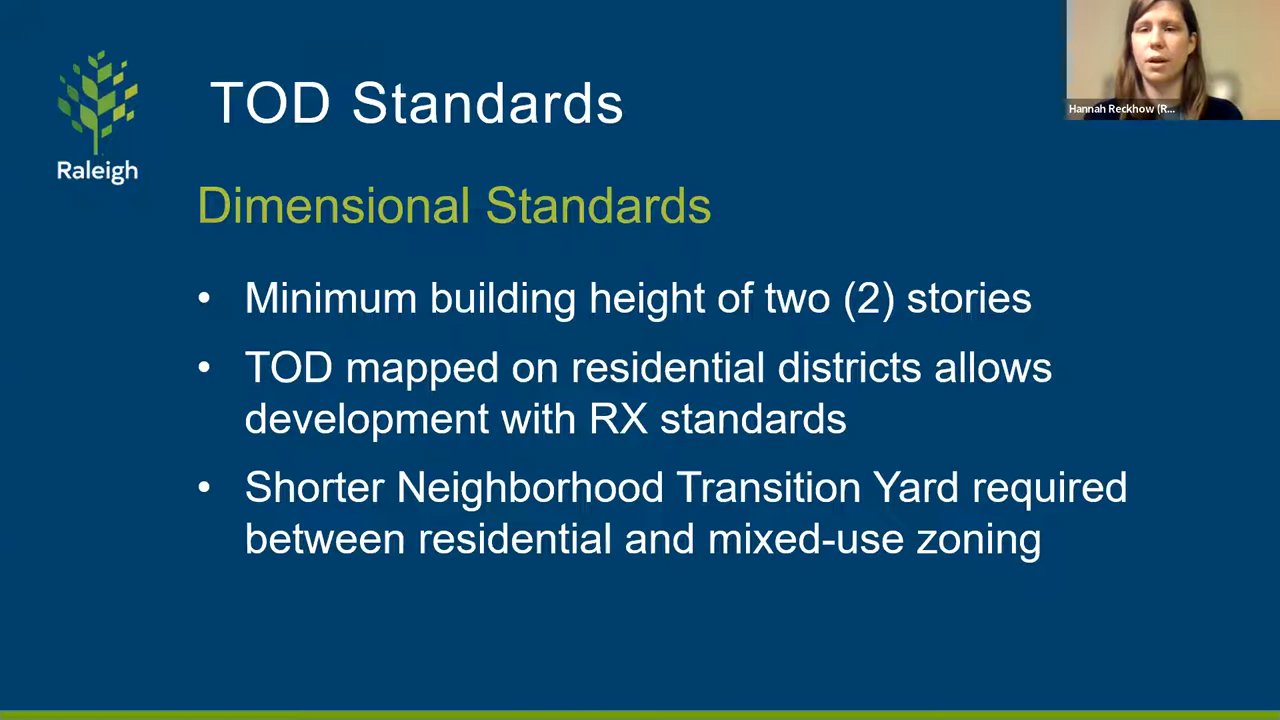 TOD Standards
Raleigh
Hannah Reckhow (R...
Dimensional Standards
• Minimum building height of two (2) stories
• TOD mapped on residential districts allows
development with RX standards
• Shorter Neighborhood Transition Yard required
between residential and mixed-use zoning